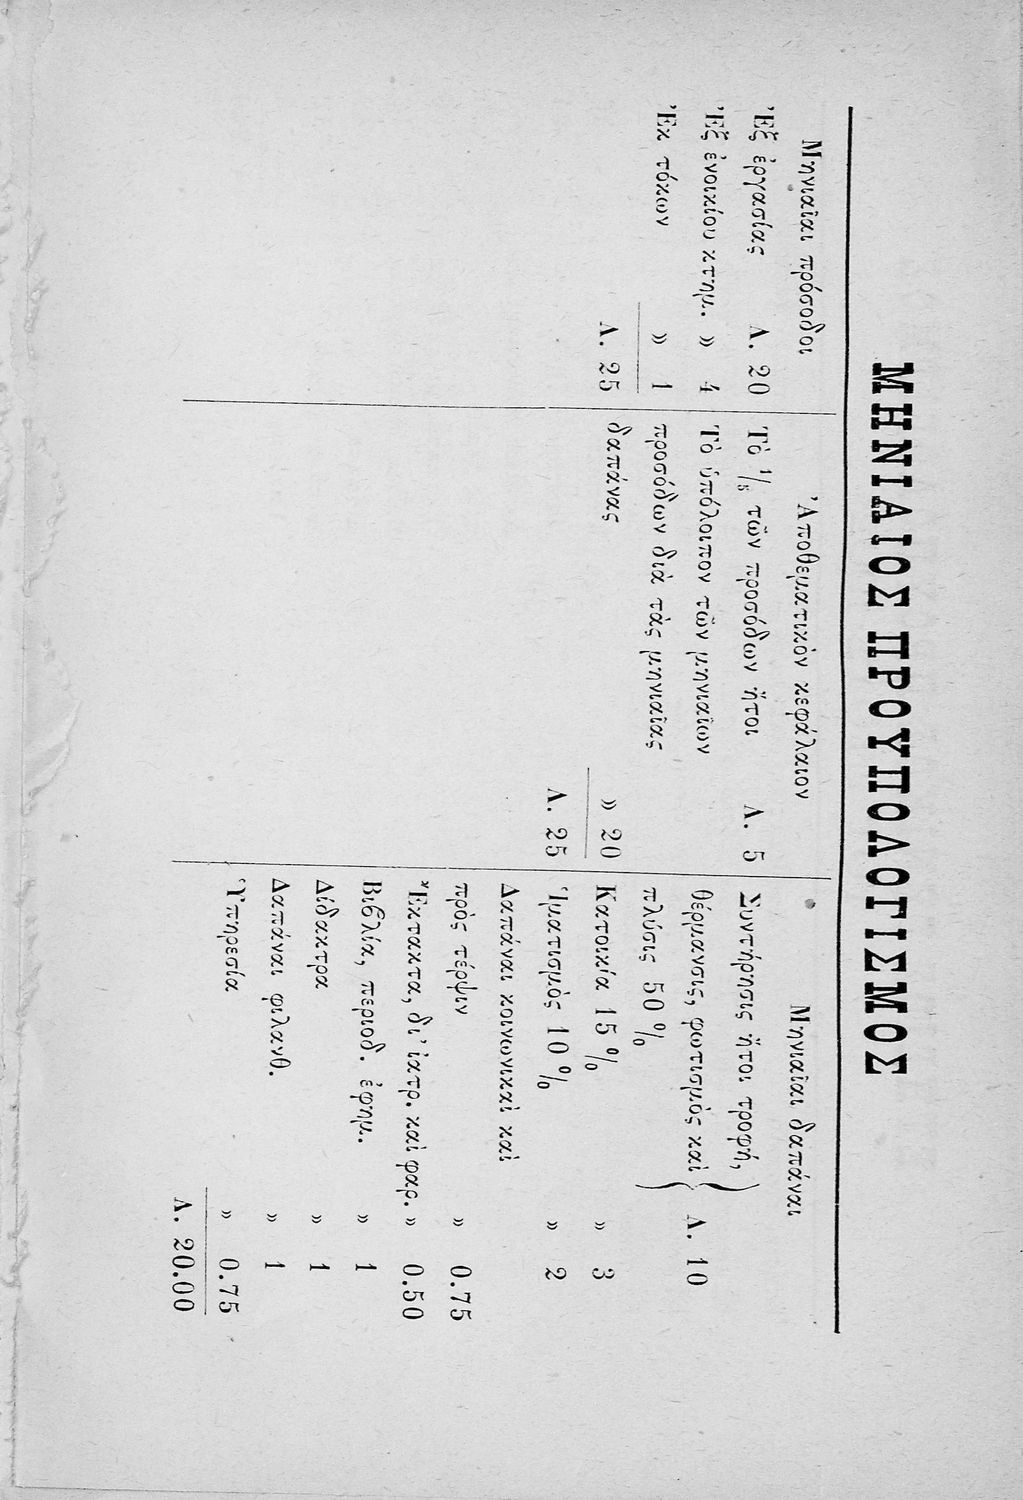 ΜΗΝΙΑΙΟΣ ΠΡΟΥΠΟΛΟΓΙΣΜΟΣ
Μηνιαῖαι πρόσοδοι
Ἐξ ἐργασίας Λ. 20
Ἐξ ἐνοικίου κτημ. » 4
Ἐκ τόκων » 1
Λ. 25
Ἀποθεματικὸν κεφάλαιον
Τὸ 1/5 τῶν προσόδων ἤτοι Λ. 5
Τὸ ὑπόλοιπον τῶν μηνιαίων
προσόδων διὰ τὰς μηνιαίας
δαπάνας » 20
Λ. 25
Μηνιαῖαι δαπάναι
Συντήρησις ἤτοι τροφή,
θέρμανσις, φωτισμὸς καὶ } Λ. 10
πλύσις 50 %
Κατοικία 15 % » 3
Ἱματισμὸς 10 % » 2
Δαπάναι κοινωνικαὶ καὶ
πρὸς τέρψιν » 0.75
Ἔκτακτα, δι' ἰατρ. καὶ φαρ. » 0.50
Βιβλία, περιοδ. ἐφημ. » 1
Δίδακτρα » 1
Δαπάναι φιλανθ. » 1
Ὑπηρεσία » 0.75
Λ. 20.00